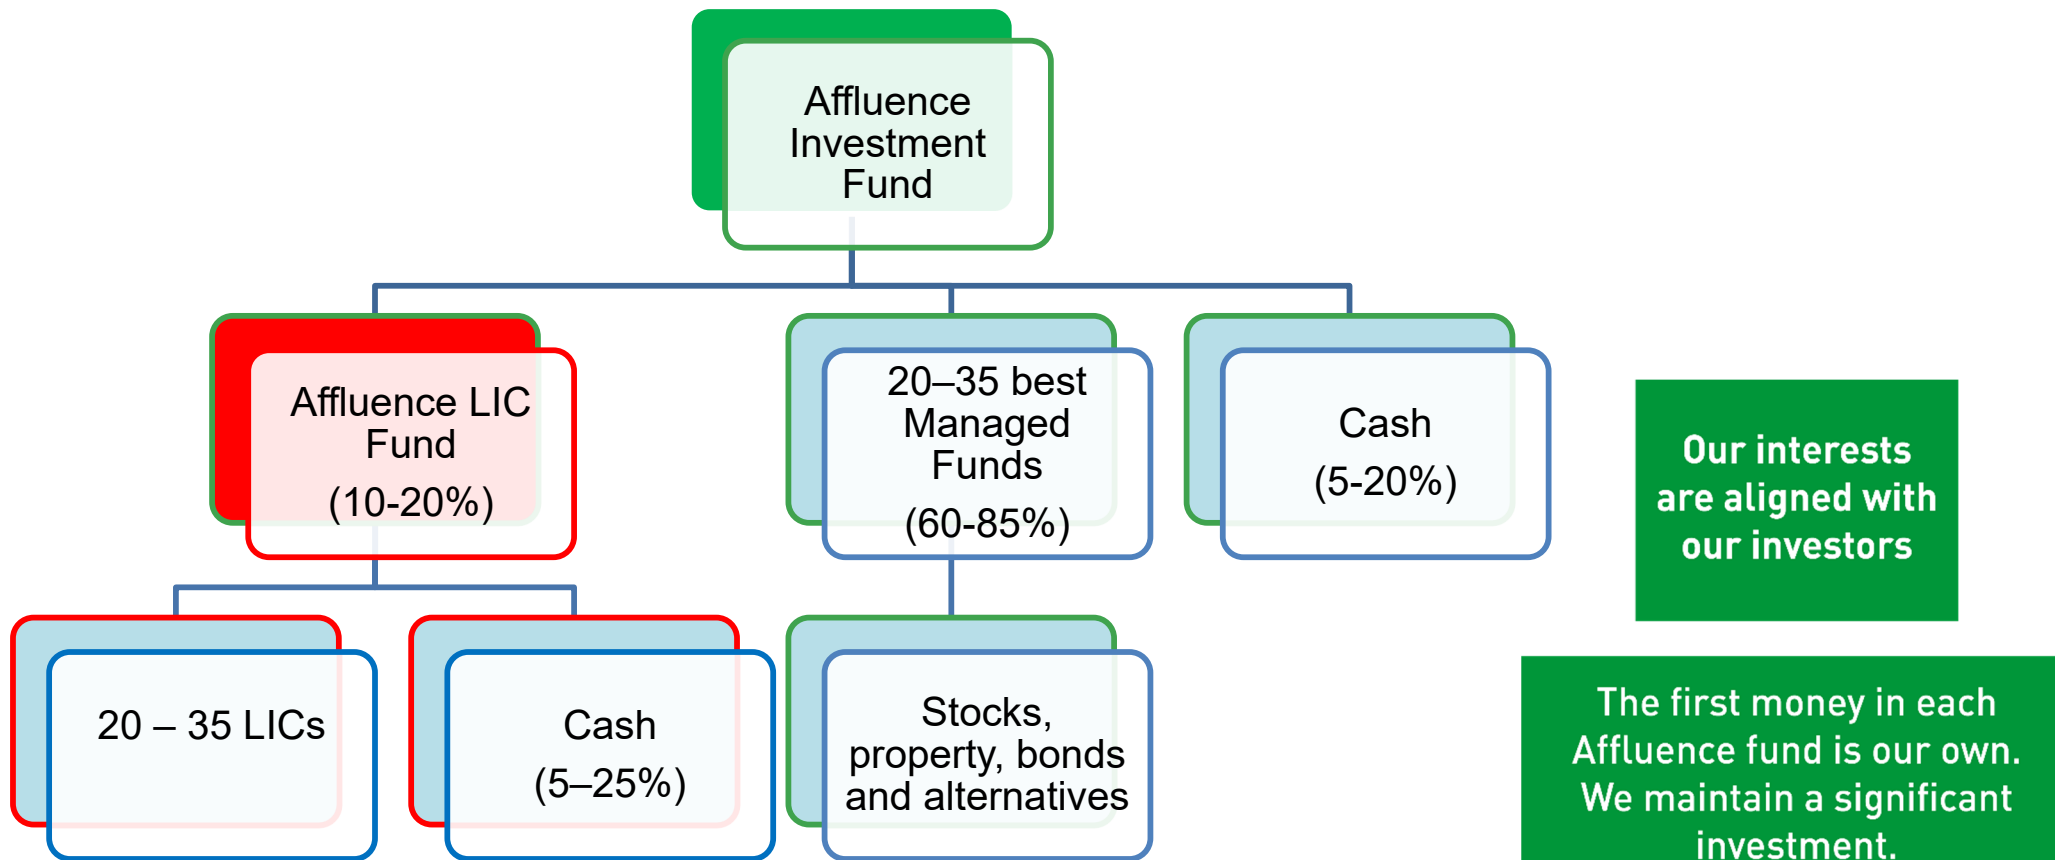 Affluence
Investment
Fund
Affluence LIC
Fund
(10-20%)
20–35 best
Managed
Funds
(60-85%)
Cash
(5-20%)
20 – 35 LICs
Cash
(5–25%)
Stocks,
property, bonds
and alternatives
Our interests
are aligned with
our investors
The first money in each
Affluence fund is our own.
We maintain a significant
investment.